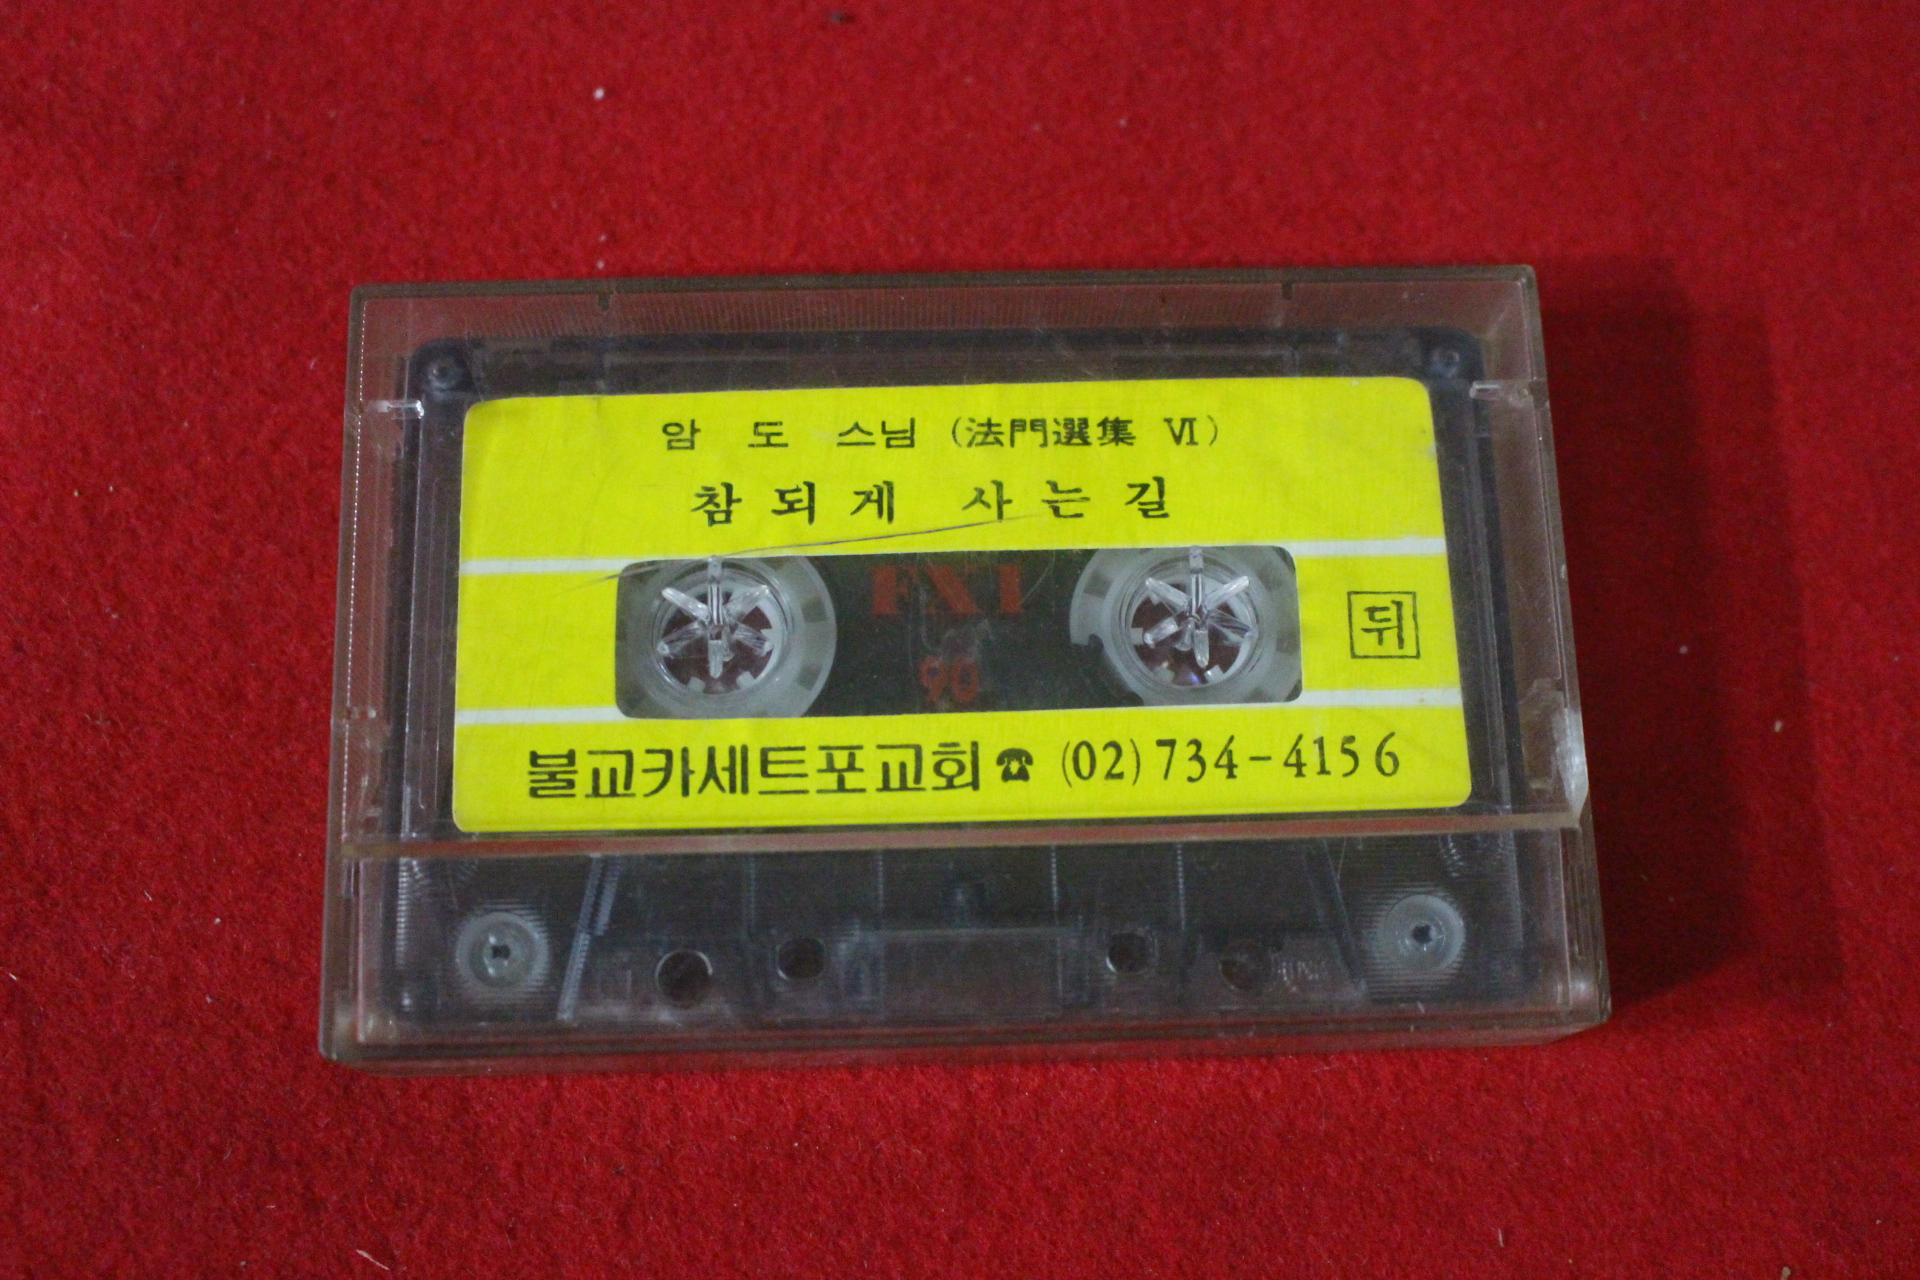 암 도 스님 (法門選集 Ⅵ)
참되게 사는길
FX I
90
뒤
불교카세트포교회☎ (02)734-4156